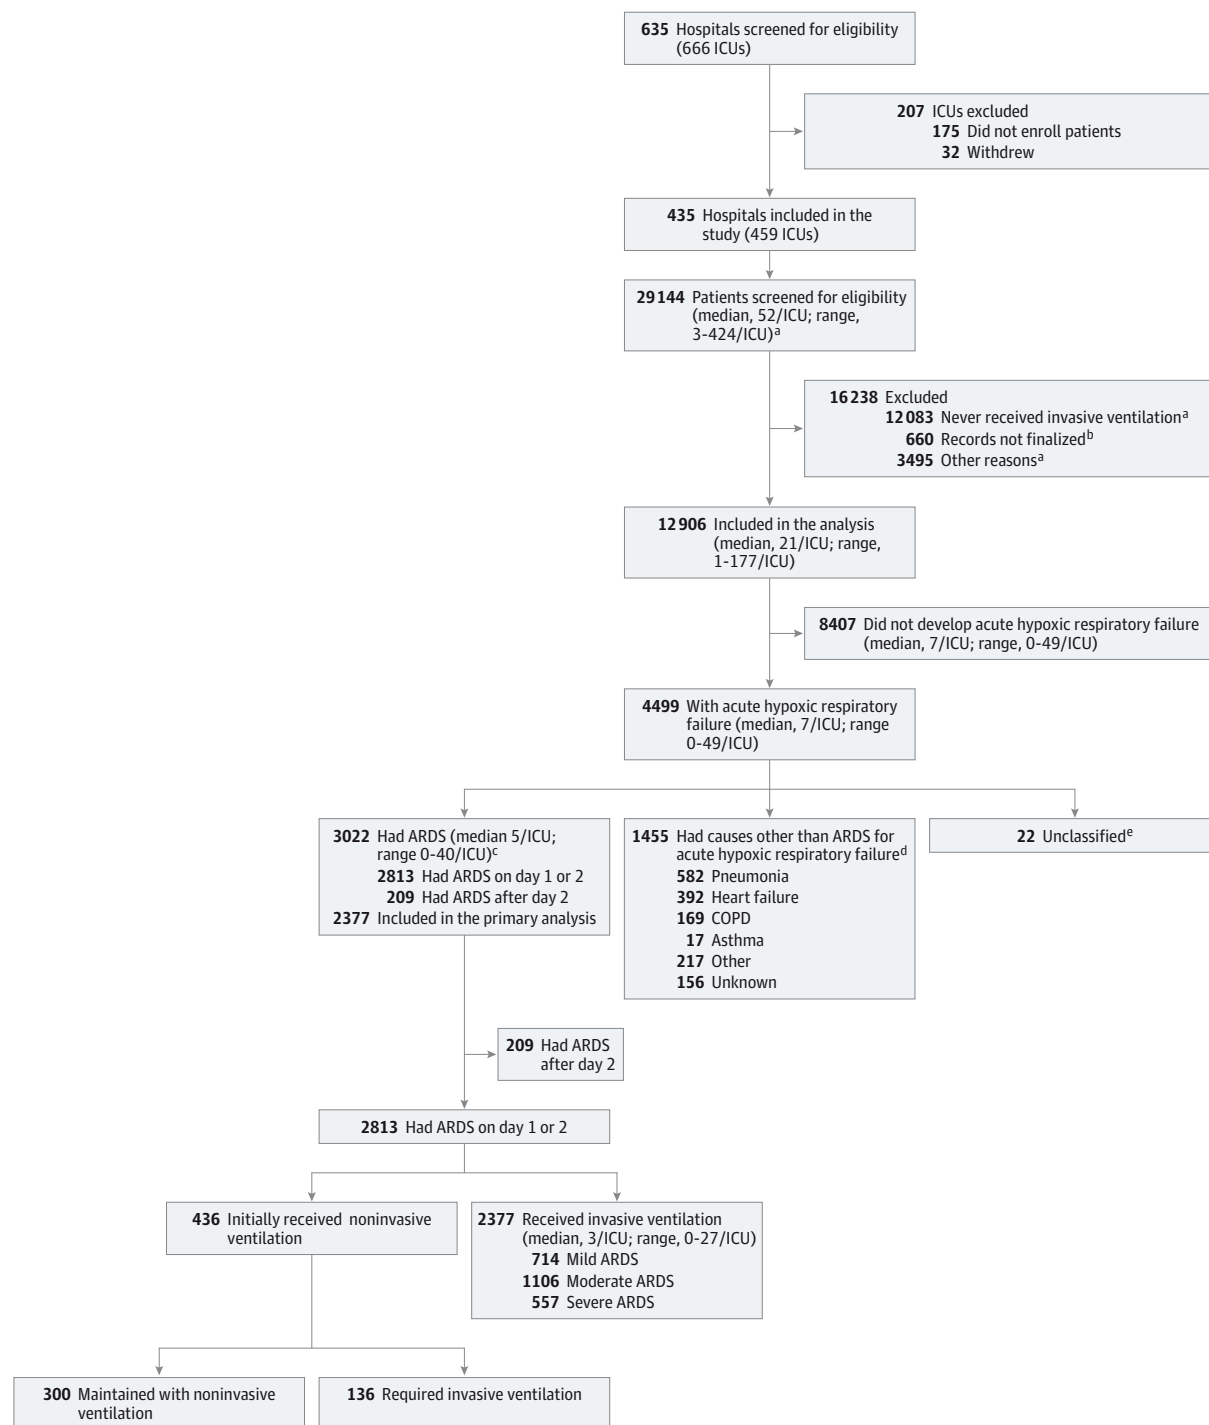 635 Hospitals screened for eligibility
(666 ICUs)
207 ICUs excluded
175 Did not enroll patients
32 Withdrew
435 Hospitals included in the
study (459 ICUs)
29 144 Patients screened for eligibility
(median, 52/ICU; range,
3-424/ICU)a
16 238 Excluded
12 083 Never received invasive ventilationa
660 Records not finalizedb
3495 Other reasonsa
12 906 Included in the analysis
(median, 21/ICU; range,
1-177/ICU)
8407 Did not develop acute hypoxic respiratory failure
(median, 7/ICU; range, 0-49/ICU)
4499 With acute hypoxic respiratory
failure (median, 7/ICU; range
0-49/ICU)
3022 Had ARDS (median 5/ICU;
range 0-40/ICU)c
2813 Had ARDS on day 1 or 2
209 Had ARDS after day 2
2377 Included in the primary analysis
1455 Had causes other than ARDS for
acute hypoxic respiratory failured
582 Pneumonia
392 Heart failure
169 COPD
17 Asthma
217 Other
156 Unknown
22 Unclassifiede
209 Had ARDS
after day 2
2813 Had ARDS on day 1 or 2
436 Initially received noninvasive
ventilation
2377 Received invasive ventilation
(median, 3/ICU; range, 0-27/ICU)
714 Mild ARDS
1106 Moderate ARDS
557 Severe ARDS
300 Maintained with noninvasive
ventilation
136 Required invasive ventilation